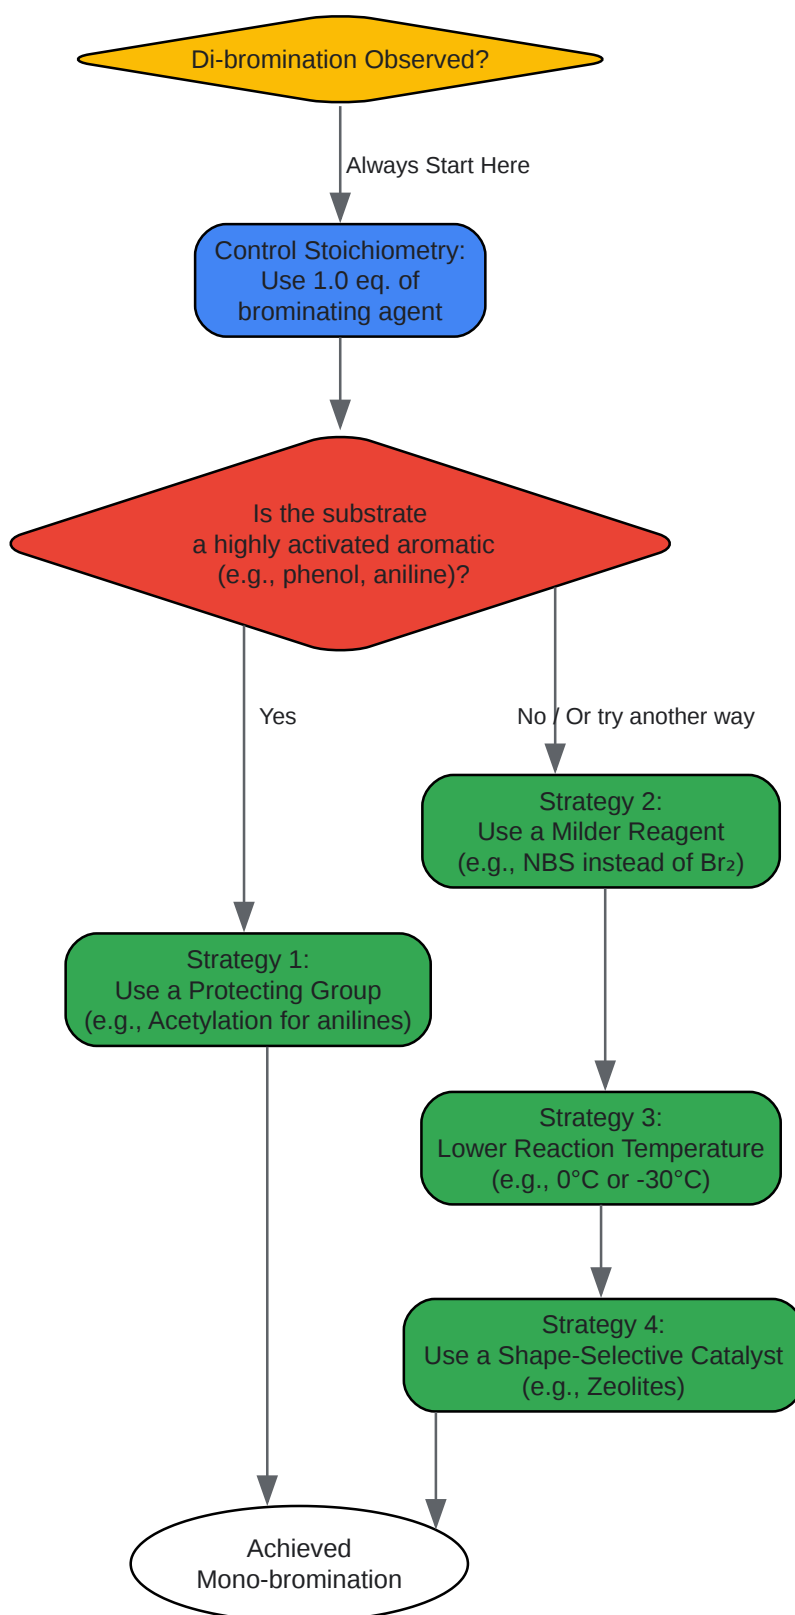 Di-bromination Observed?
Always Start Here
Control Stoichiometry:
Use 1.0 eq. of
brominating agent
Is the substrate
a highly activated aromatic
(e.g., phenol, aniline)?
Yes
No / Or try another way
Strategy 2:
Use a Milder Reagent
(e.g., NBS instead of Br₂)
Strategy 1:
Use a Protecting Group
(e.g., Acetylation for anilines)
Strategy 3:
Lower Reaction Temperature
(e.g., 0°C or -30°C)
Strategy 4:
Use a Shape-Selective Catalyst
(e.g., Zeolites)
Achieved
Mono-bromination